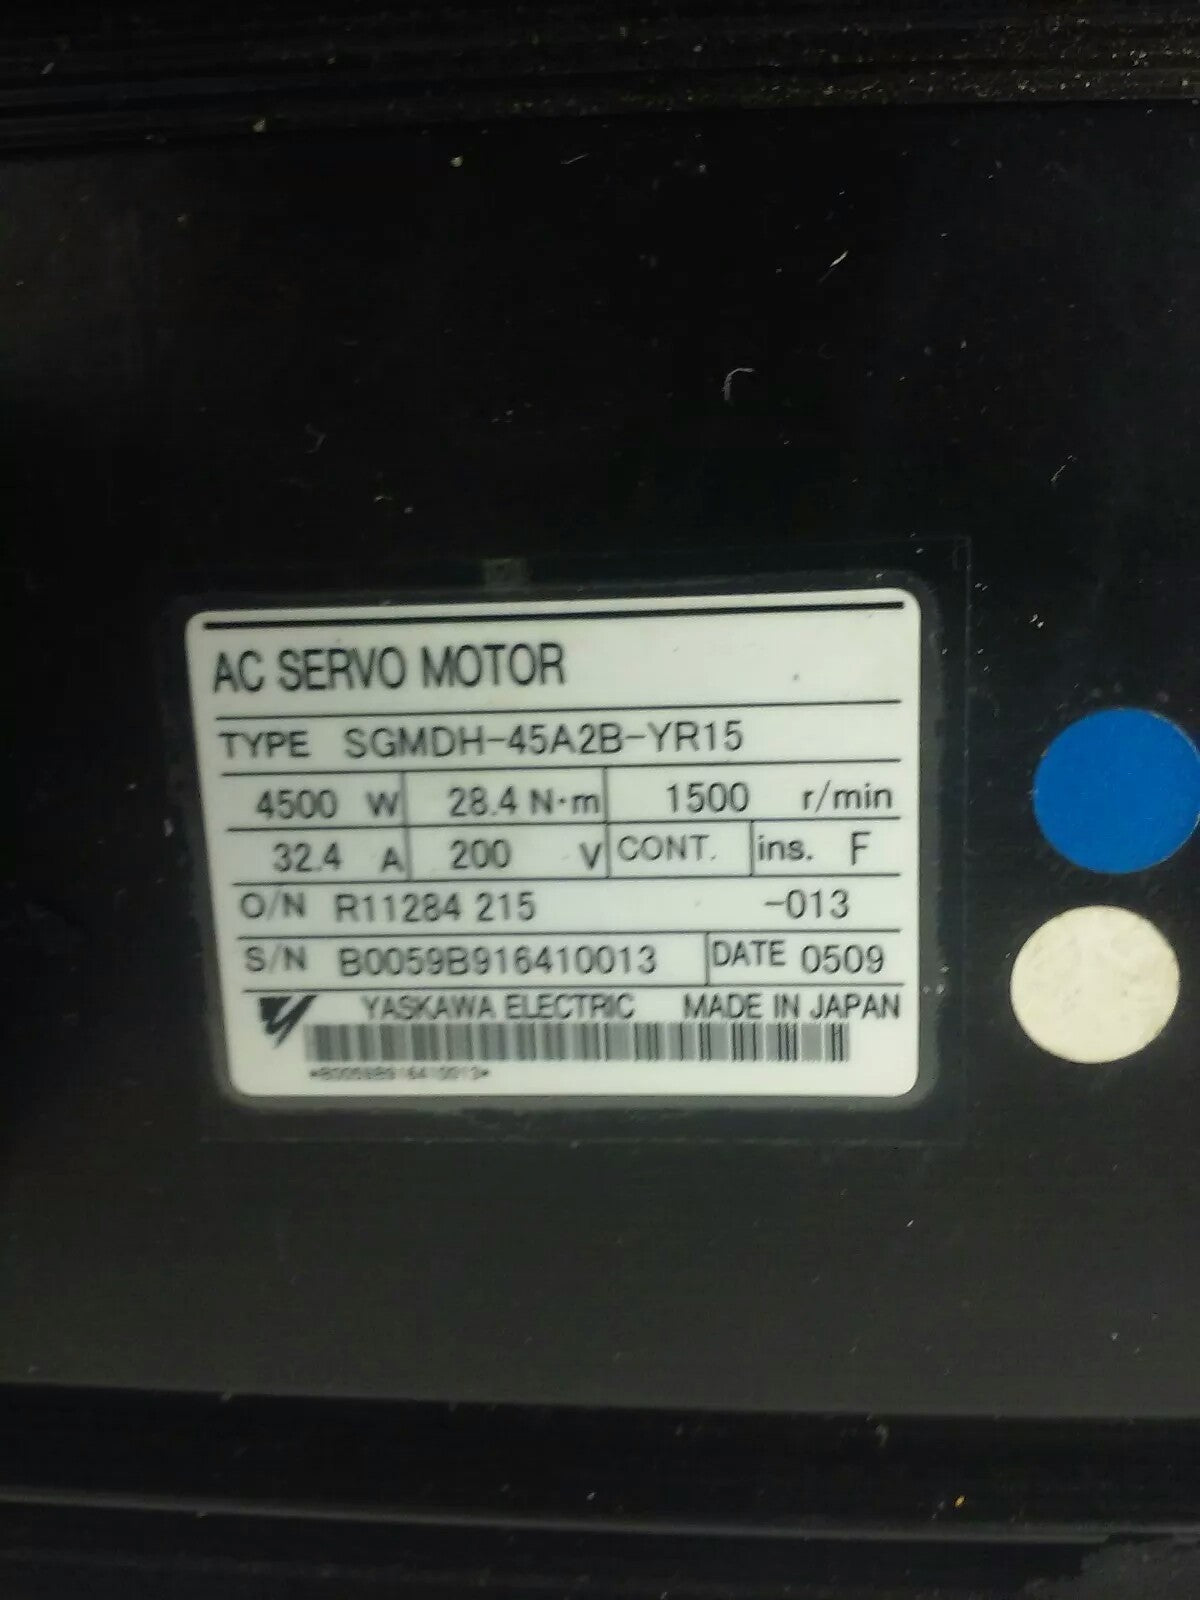 AC SERVO MOTOR
TYPE SGMDH-45A2B-YR15
4500 W 28.4 N·m 1500 r/min
32.4 A 200 V CONT. ins. F
O/N R11284 215 -013
S/N B0059B916410013 DATE 0509
YASKAWA ELECTRIC MADE IN JAPAN
*B0059B916410013*